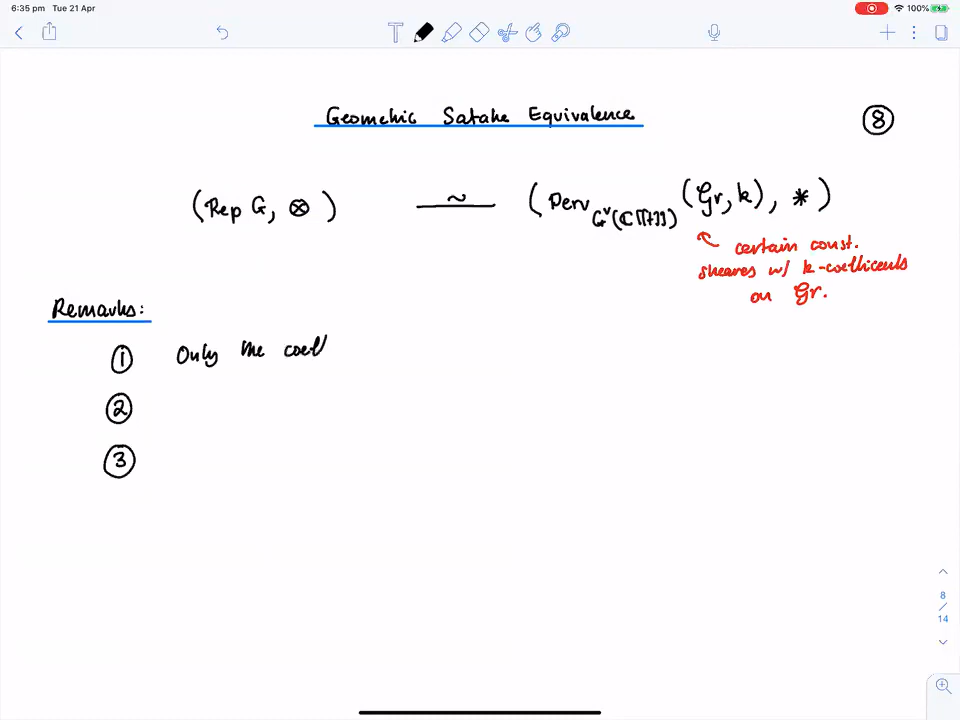 6:35 pm Tue 21 Apr
100%
Geometric Satake Equivalence
⑧
(Rep G, ⊗) ~ (Perv_{G^∨(ℂ[[t]])} (Gr, k), *)
certain const.
sheaves w/ k-coefficients
on Gr.
Remarks:
① Only the coeff
②
③
8
/
14